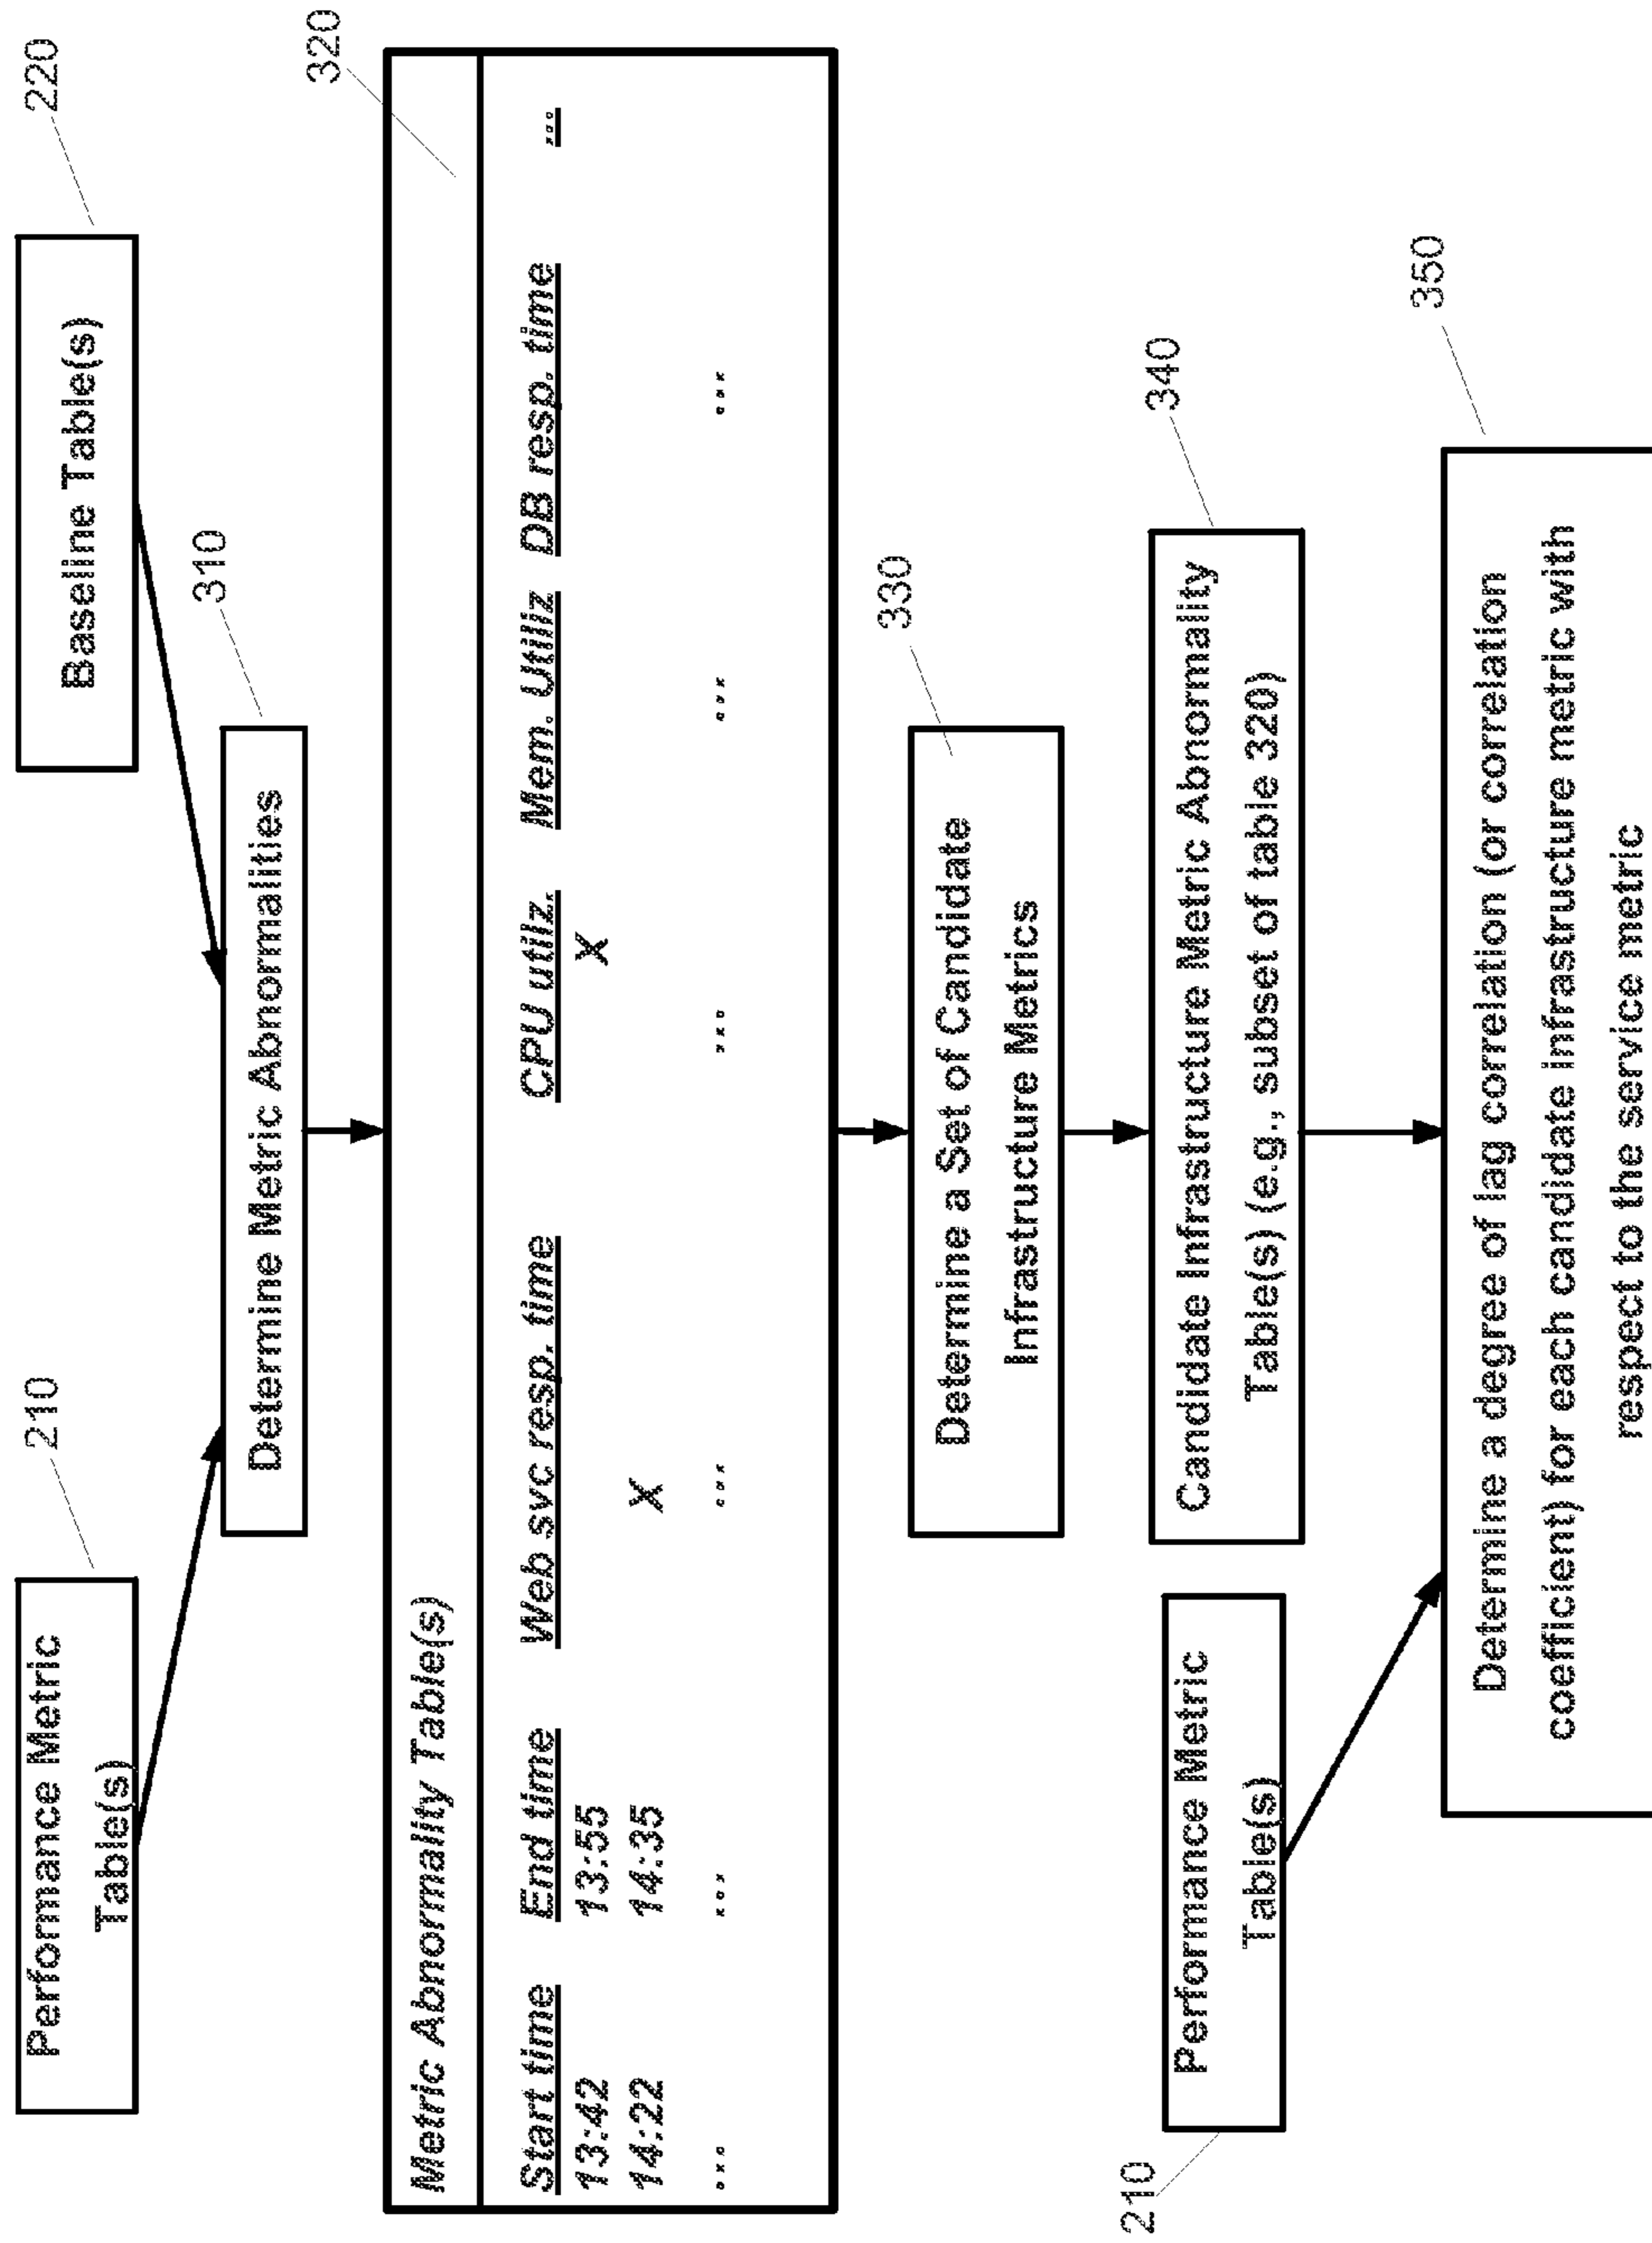 210
220
Performance Metric
Table(s)
Baseline Table(s)
310
Determine Metric Abnormalities
320
Metric Abnormality Table(s)
Start time End time Web svc resp. time CPU utilz. Mem. Utiliz DB resp. time ...
13:42 13:55 X
14:22 14:35 X
... ... ... ... ... ...
330
Determine a Set of Candidate
Infrastructure Metrics
340
Candidate Infrastructure Metric Abnormality
Table(s) (e.g., subset of table 320)
210
Performance Metric
Table(s)
350
Determine a degree of lag correlation (or correlation
coefficient) for each candidate infrastructure metric with
respect to the service metric